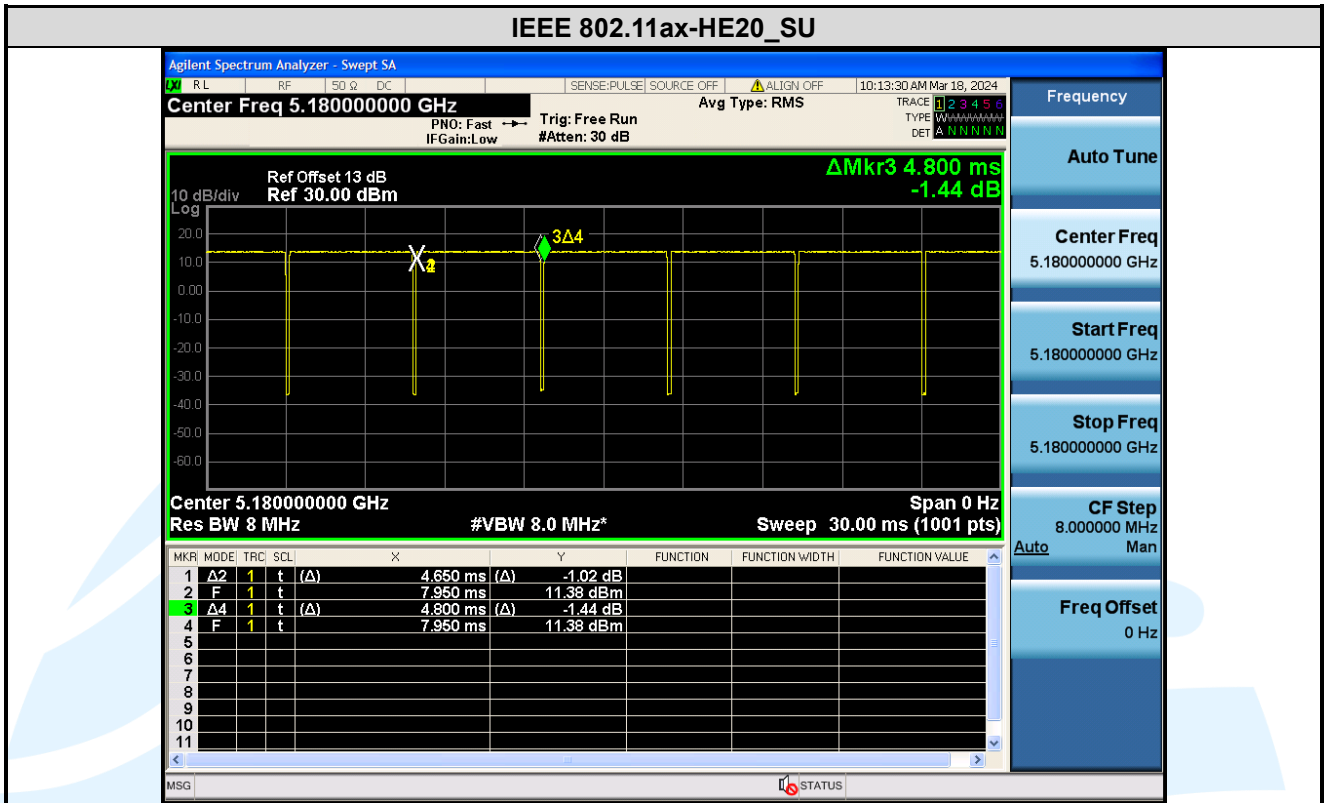 IEEE 802.11ax-HE20_SU
Agilent Spectrum Analyzer - Swept SA
LXI RL RF 50 Ω DC SENSE:PULSE SOURCE OFF ALIGN OFF 10:13:30 AM Mar 18, 2024
Center Freq 5.180000000 GHz
PNO: Fast
IFGain:Low
Trig: Free Run
#Atten: 30 dB
Avg Type: RMS
TRACE 1 2 3 4 5 6
TYPE W
DET A N N N N N
ΔMkr3 4.800 ms
-1.44 dB
Ref Offset 13 dB
10 dB/div Ref 30.00 dBm
Log
20.0
10.0
0.00
-10.0
-20.0
-30.0
-40.0
-50.0
-60.0
3Δ4
Center 5.180000000 GHz Span 0 Hz
Res BW 8 MHz #VBW 8.0 MHz* Sweep 30.00 ms (1001 pts)
MKR MODE TRC SCL X Y FUNCTION FUNCTION WIDTH FUNCTION VALUE
1 Δ2 1 t (Δ) 4.650 ms (Δ) -1.02 dB
2 F 1 t 7.950 ms 11.38 dBm
3 Δ4 1 t (Δ) 4.800 ms (Δ) -1.44 dB
4 F 1 t 7.950 ms 11.38 dBm
5
6
7
8
9
10
11
MSG STATUS
Frequency
Auto Tune
Center Freq
5.180000000 GHz
Start Freq
5.180000000 GHz
Stop Freq
5.180000000 GHz
CF Step
8.000000 MHz
Auto Man
Freq Offset
0 Hz